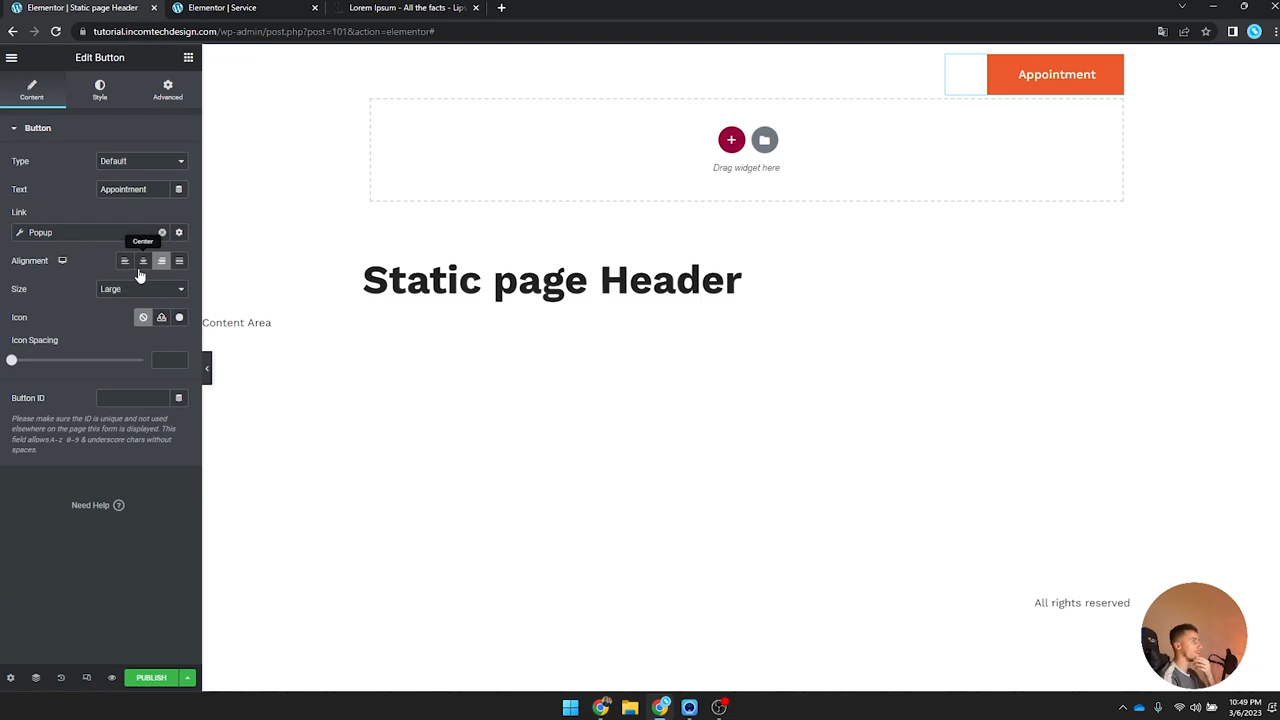 Elementor | Static page Header
Elementor | Service
Lorem Ipsum - All the facts - Lips
tutorial.incomtechdesign.com/wp-admin/post.php?post=101&action=elementor#
Edit Button
Content
Style
Advanced
Button
Type
Default
Text
Appointment
Link
Popup
Center
Alignment
Size
Large
Icon
Icon Spacing
Button ID
Please make sure the ID is unique and not used
elsewhere on the page this form is displayed. This
field allows A-z 0-9 & underscore chars without
spaces.
Need Help
?
PUBLISH
Appointment
Drag widget here
Static page Header
Content Area
All rights reserved
10:49 PM
3/6/2023